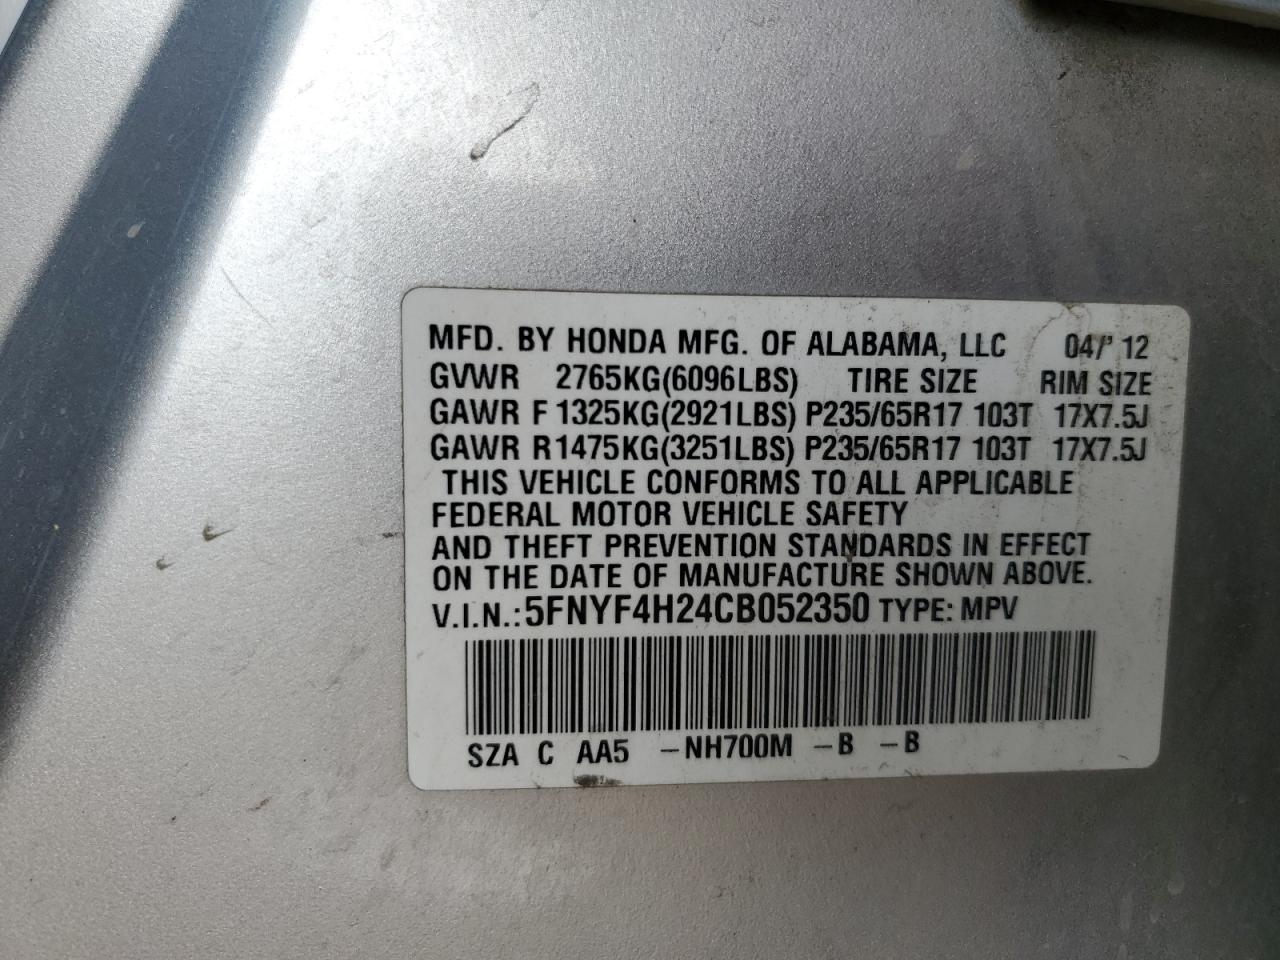 MFD. BY HONDA MFG. OF ALABAMA, LLC 04/' 12
GVWR 2765KG(6096LBS) TIRE SIZE RIM SIZE
GAWR F 1325KG(2921LBS) P235/65R17 103T 17X7.5J
GAWR R1475KG(3251LBS) P235/65R17 103T 17X7.5J
THIS VEHICLE CONFORMS TO ALL APPLICABLE
FEDERAL MOTOR VEHICLE SAFETY
AND THEFT PREVENTION STANDARDS IN EFFECT
ON THE DATE OF MANUFACTURE SHOWN ABOVE.
V.I.N.: 5FNYF4H24CB052350 TYPE: MPV
SZA C AA5 -NH700M -B -B